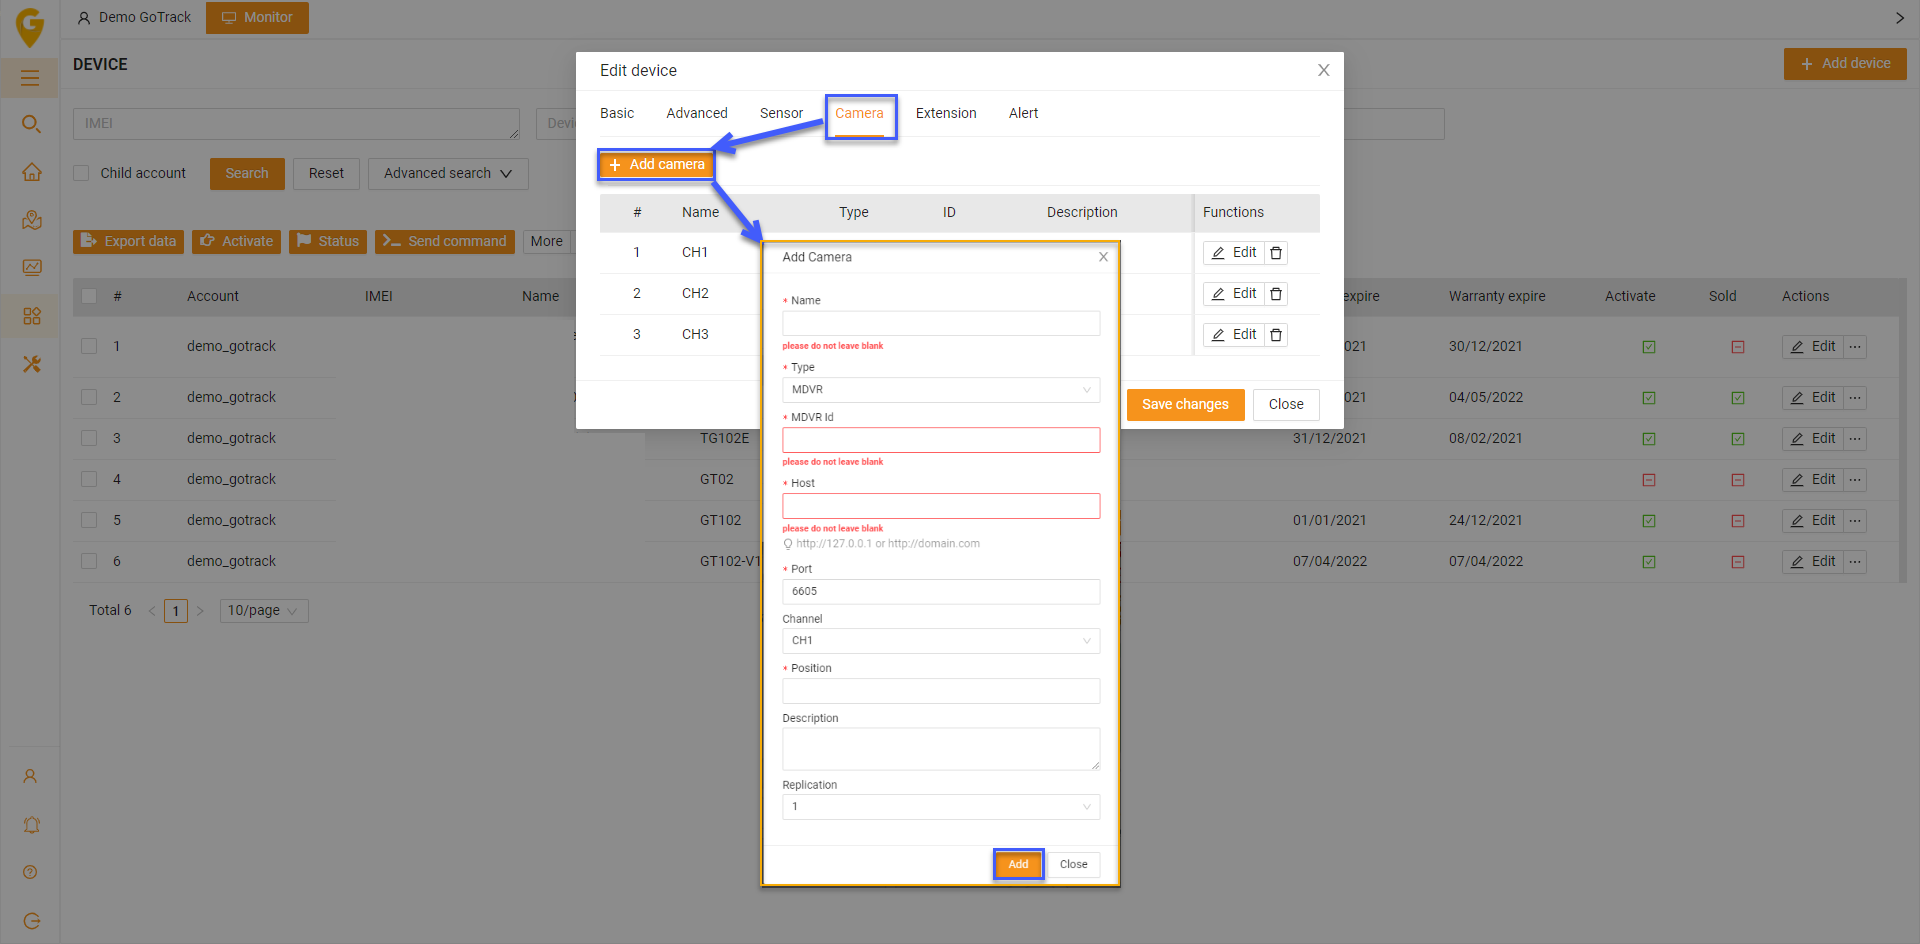 Demo GoTrack
Monitor
DEVICE
Add device
IMEI
Child account
Search
Reset
Advanced search
Export data
Activate
Status
Send command
More
# Account IMEI Name expire Warranty expire Activate Sold Actions
1 demo_gotrack 021 30/12/2021 Edit
2 demo_gotrack 021 04/05/2022 Edit
3 demo_gotrack TG102E 31/12/2021 08/02/2021 Edit
4 demo_gotrack GT02 Edit
5 demo_gotrack GT102 01/01/2021 24/12/2021 Edit
6 demo_gotrack GT102-V1 07/04/2022 07/04/2022 Edit
Total 6 < 1 > 10/page
Edit device
Basic Advanced Sensor Camera Extension Alert
+ Add camera
# Name Type ID Description Functions
1 CH1 Edit
2 CH2 Edit
3 CH3 Edit
Save changes
Close
Add Camera
* Name
please do not leave blank
* Type
MDVR
* MDVR Id
please do not leave blank
* Host
please do not leave blank
http://127.0.0.1 or http://domain.com
* Port
6605
Channel
CH1
* Position
Description
Replication
1
Add
Close